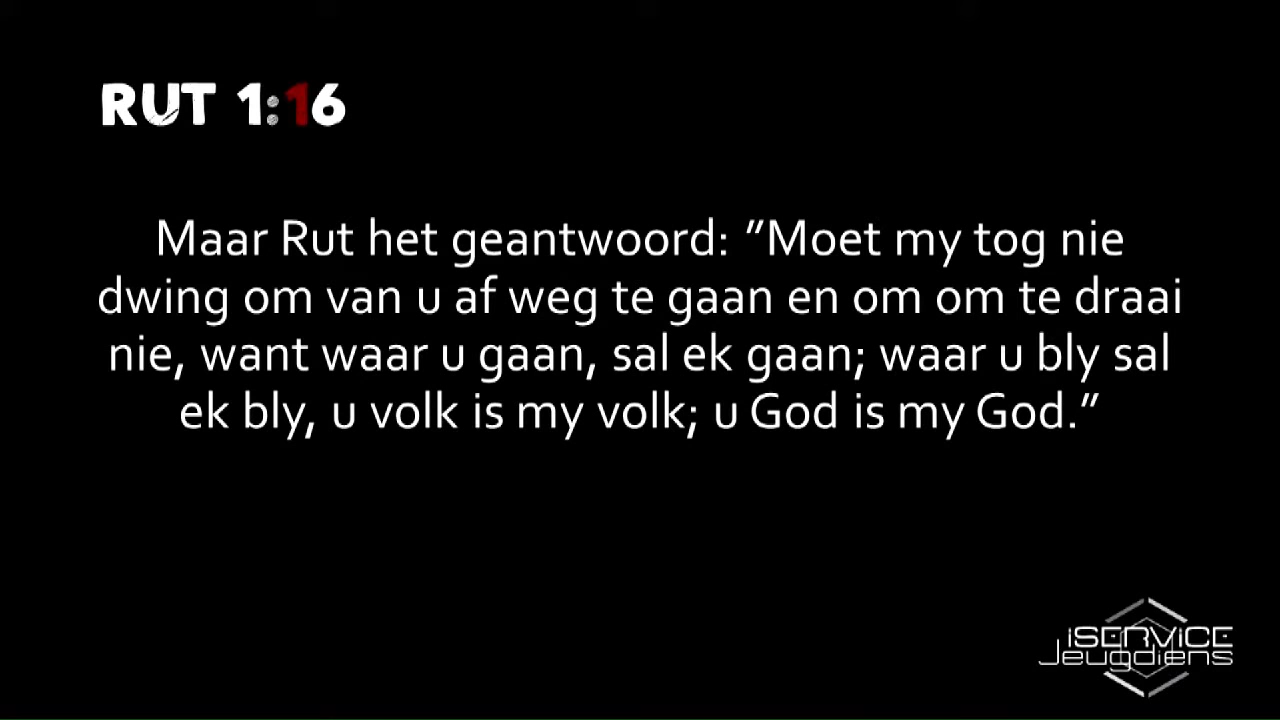 RUT 1:16
Maar Rut het geantwoord: ”Moet my tog nie
dwing om van u af weg te gaan en om om te draai
nie, want waar u gaan, sal ek gaan; waar u bly sal
ek bly, u volk is my volk; u God is my God.”
iSERVICE
Jeugdiens